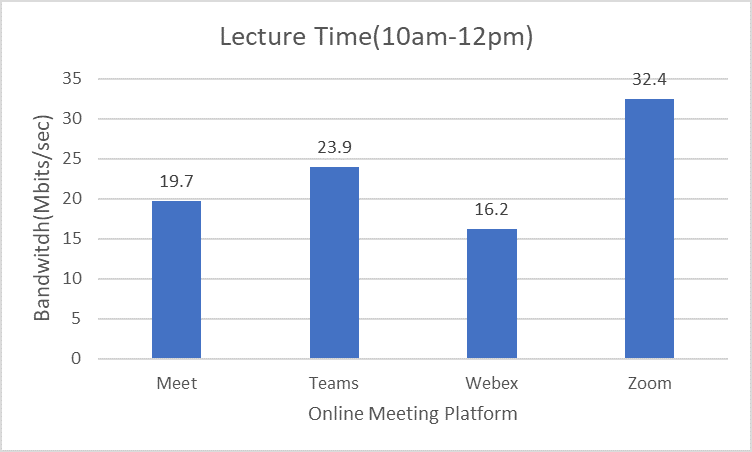 Lecture Time(10am-12pm)
Bandwitdh(Mbits/sec)
35
30
25
20
15
10
5
0
19.7
23.9
16.2
32.4
Meet
Teams
Webex
Zoom
Online Meeting Platform